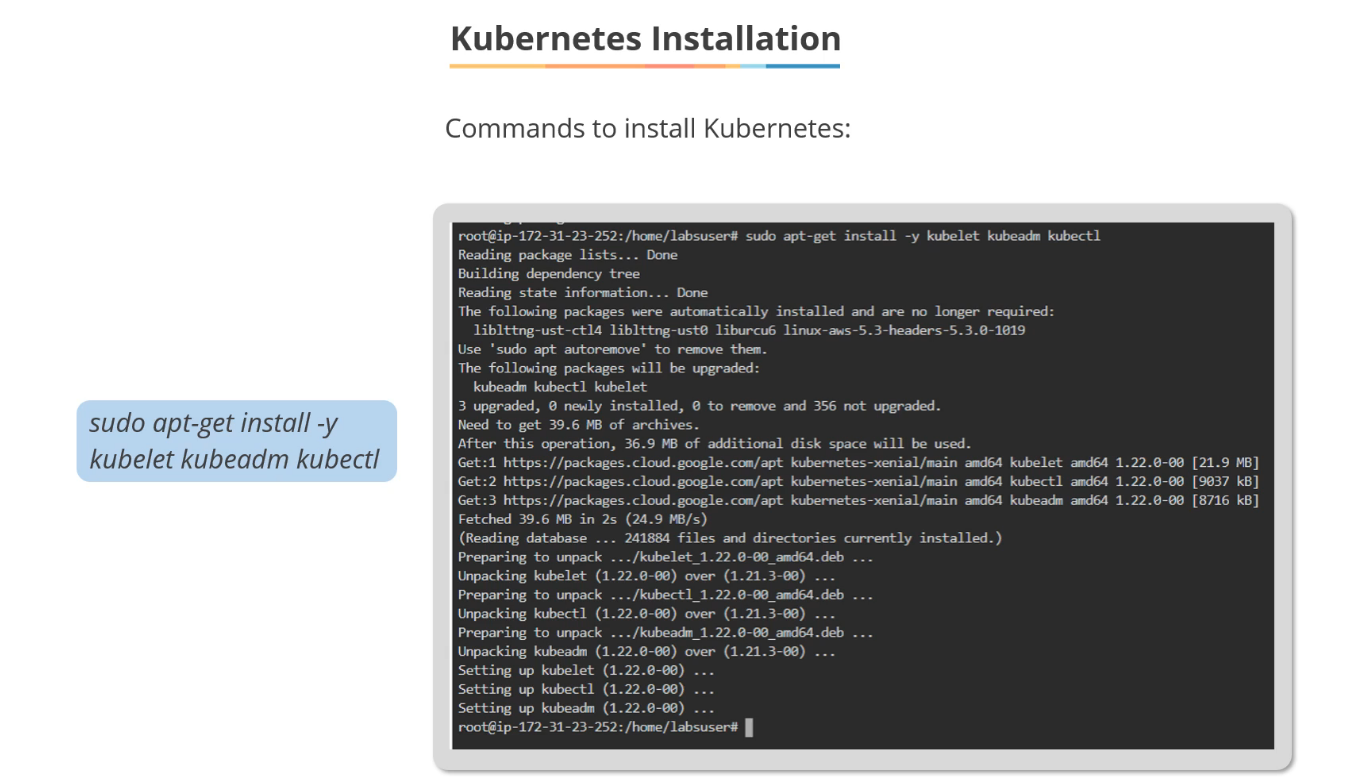 Kubernetes Installation
Commands to install Kubernetes:
sudo apt-get install -y
kubelet kubeadm kubectl
root@ip-172-31-23-252:/home/labsuser# sudo apt-get install -y kubelet kubeadm kubectl
Reading package lists... Done
Building dependency tree
Reading state information... Done
The following packages were automatically installed and are no longer required:
  liblttng-ust-ctl4 liblttng-ust0 liburcu6 linux-aws-5.3-headers-5.3.0-1019
Use 'sudo apt autoremove' to remove them.
The following packages will be upgraded:
  kubeadm kubectl kubelet
3 upgraded, 0 newly installed, 0 to remove and 356 not upgraded.
Need to get 39.6 MB of archives.
After this operation, 36.9 MB of additional disk space will be used.
Get:1 https://packages.cloud.google.com/apt kubernetes-xenial/main amd64 kubelet amd64 1.22.0-00 [21.9 MB]
Get:2 https://packages.cloud.google.com/apt kubernetes-xenial/main amd64 kubectl amd64 1.22.0-00 [9037 kB]
Get:3 https://packages.cloud.google.com/apt kubernetes-xenial/main amd64 kubeadm amd64 1.22.0-00 [8716 kB]
Fetched 39.6 MB in 2s (24.9 MB/s)
(Reading database ... 241884 files and directories currently installed.)
Preparing to unpack .../kubelet_1.22.0-00_amd64.deb ...
Unpacking kubelet (1.22.0-00) over (1.21.3-00) ...
Preparing to unpack .../kubectl_1.22.0-00_amd64.deb ...
Unpacking kubectl (1.22.0-00) over (1.21.3-00) ...
Preparing to unpack .../kubeadm_1.22.0-00_amd64.deb ...
Unpacking kubeadm (1.22.0-00) over (1.21.3-00) ...
Setting up kubelet (1.22.0-00) ...
Setting up kubectl (1.22.0-00) ...
Setting up kubeadm (1.22.0-00) ...
root@ip-172-31-23-252:/home/labsuser#